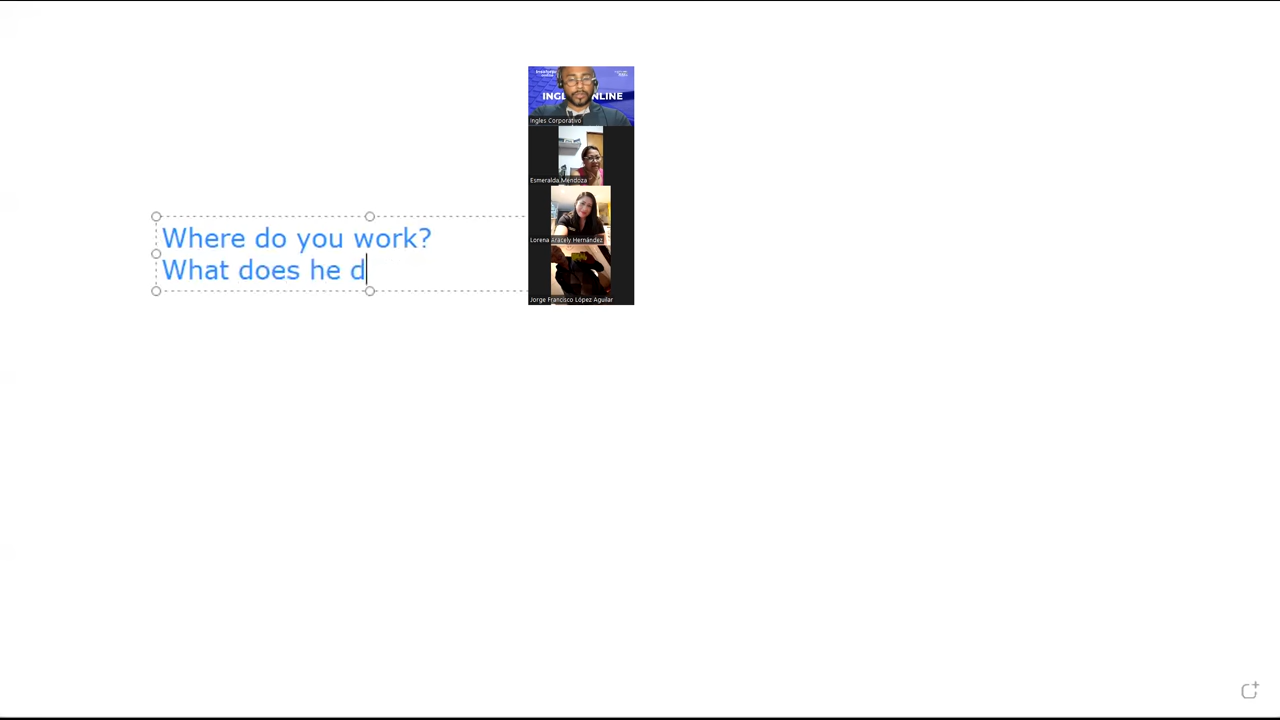 INGL NLINE
Ingles Corporativo
Esmeralda Mendoza
Lorena Aracely Hernández
Where do you work?
What does he d
Jorge Francisco López Aguilar